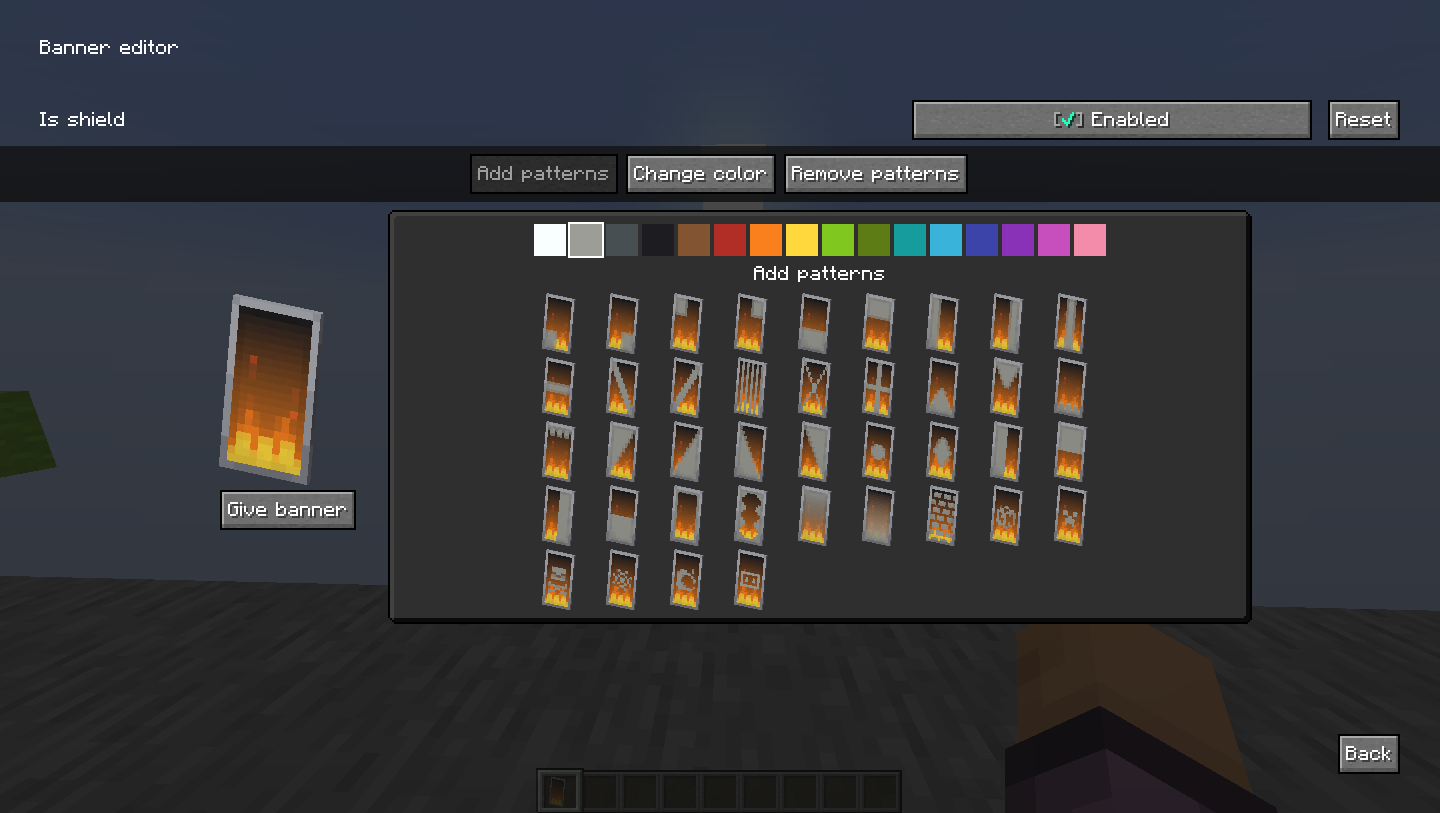 Banner editor
Is shield
[✓] Enabled
Reset
Add patterns
Change color
Remove patterns
Add patterns
Give banner
Back